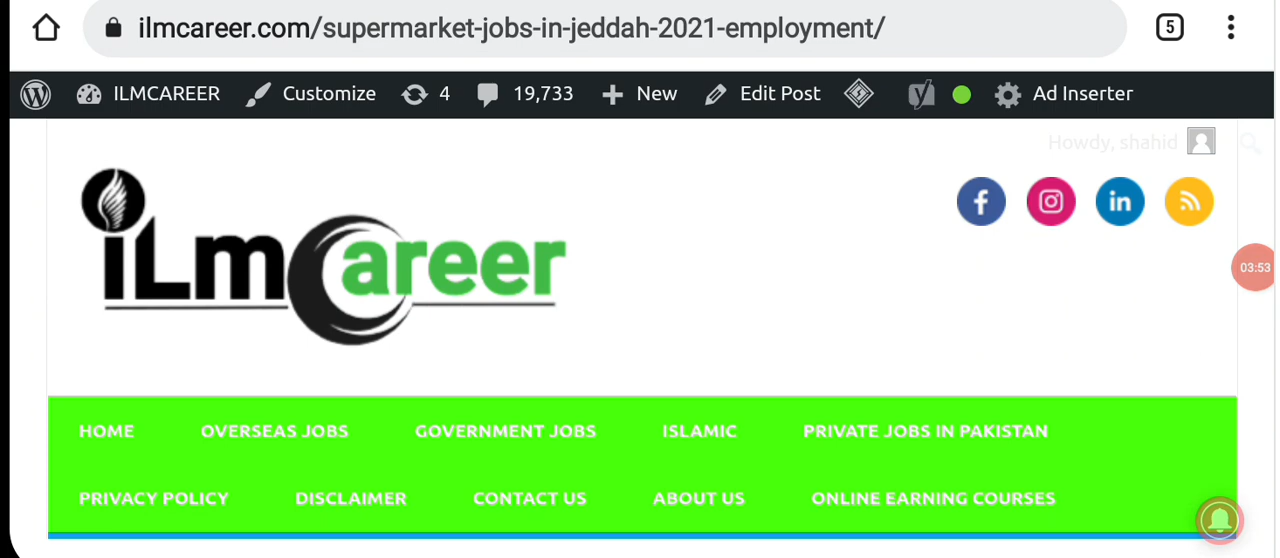 ilmcareer.com/supermarket-jobs-in-jeddah-2021-employment/ 5
ILMCAREER Customize 4 19,733 New Edit Post Ad Inserter
Howdy, shahid
iLmCareer
03:53
HOME OVERSEAS JOBS GOVERNMENT JOBS ISLAMIC PRIVATE JOBS IN PAKISTAN
PRIVACY POLICY DISCLAIMER CONTACT US ABOUT US ONLINE EARNING COURSES